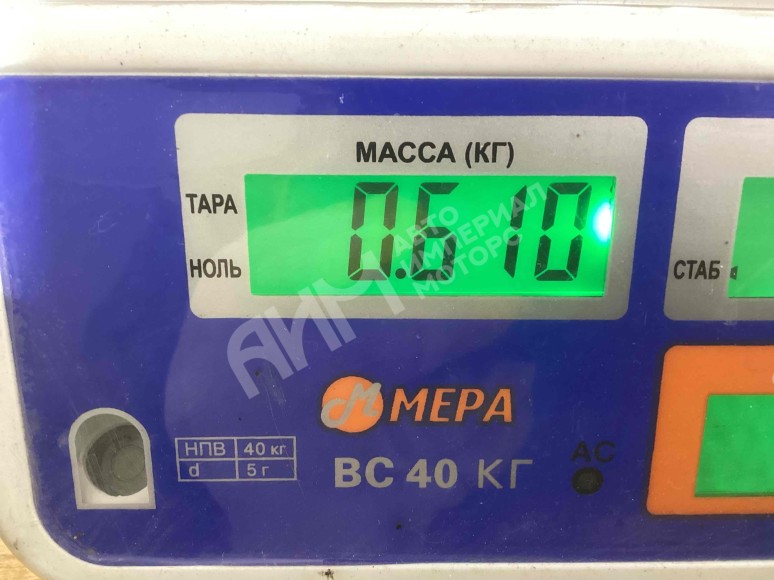 МАССА (КГ)
ТАРА
0.610
НОЛЬ
СТАБ
АИМ
АВТО
ИМПЕРИАЛ
МОТОРС
МЕРА
НПВ 40 кг
d 5 г
ВС 40 КГ
АС